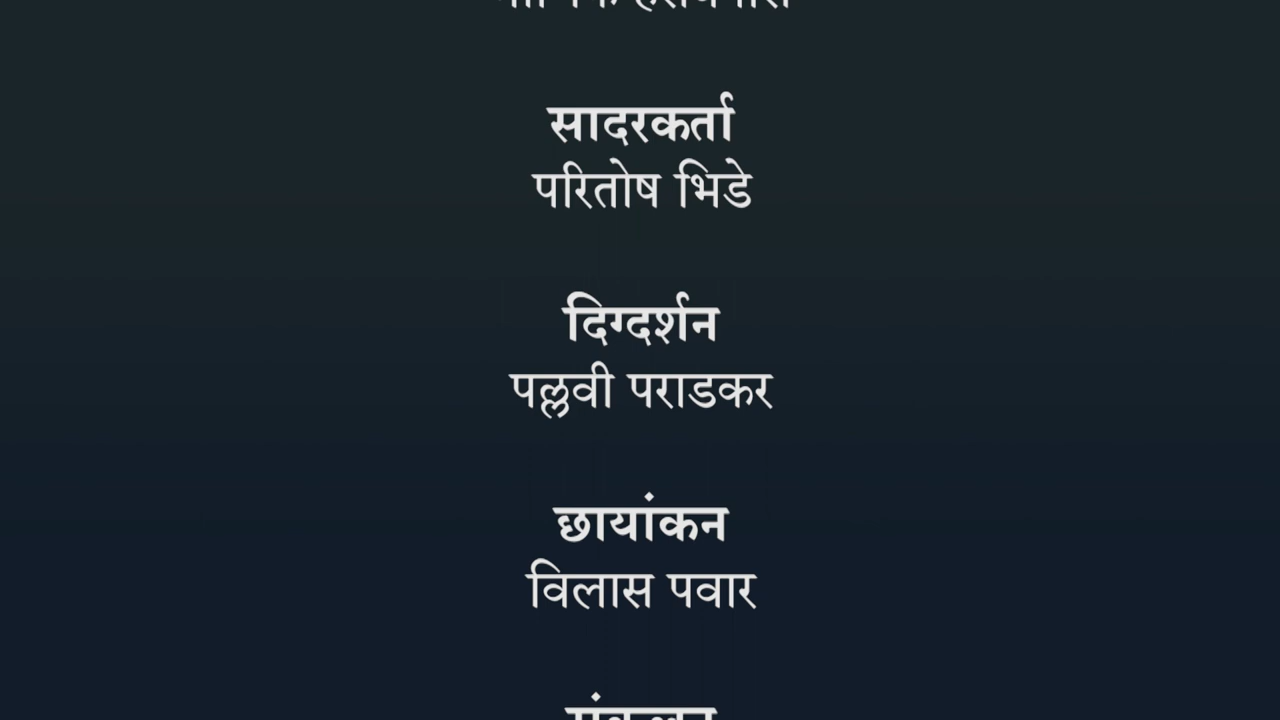 सादरकर्ता
परितोष भिडे
दिग्दर्शन
पल्लवी पराडकर
छायांकन
विलास पवार